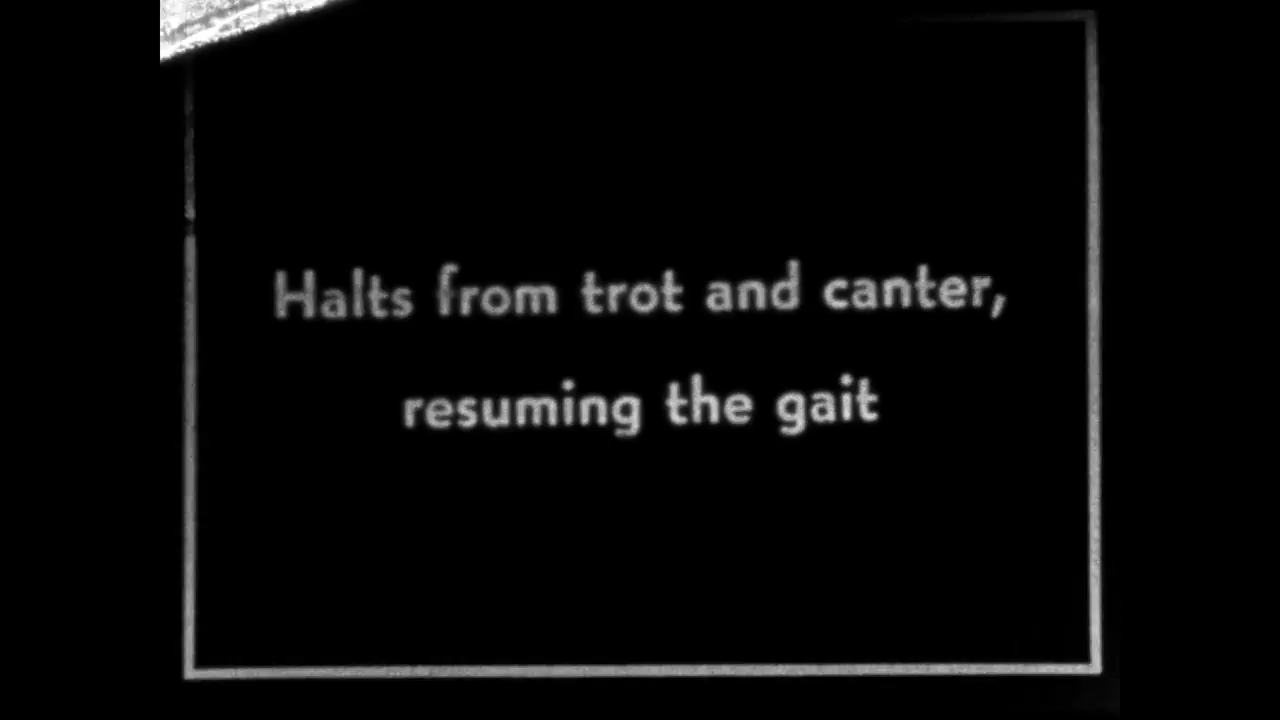 Halts from trot and canter,
resuming the gait